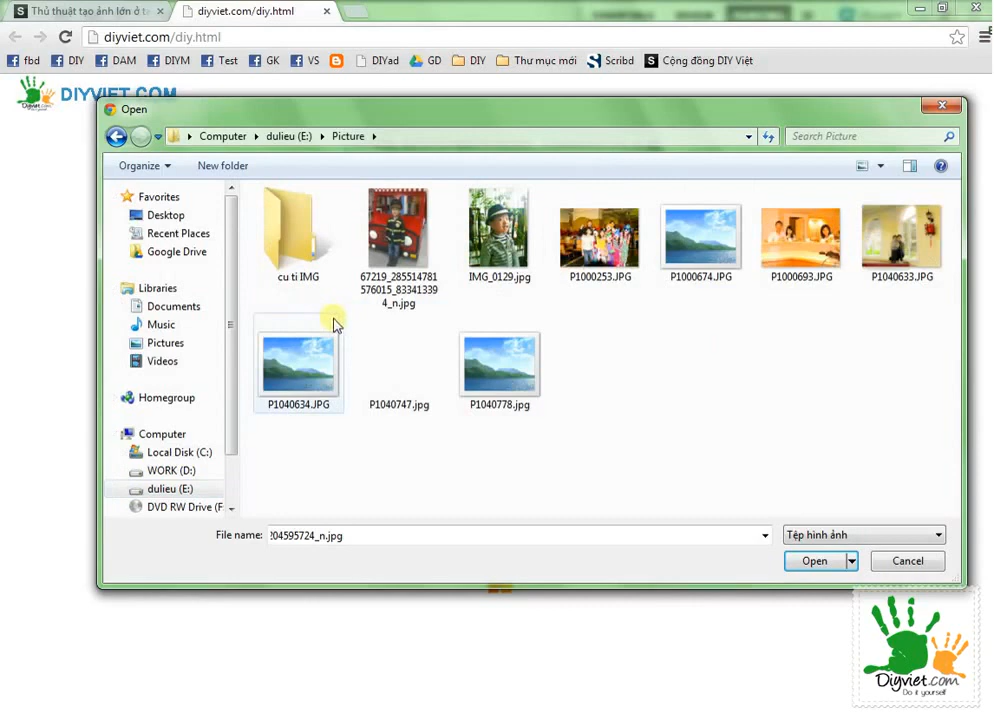 Thủ thuật tạo ảnh lớn ở ta
diyviet.com/diy.html
diyviet.com/diy.html
fbd
DIY
DAM
DIYM
Test
GK
VS
DIYad
GD
DIY
Thư mục mới
Scribd
Cộng đồng DIY Việt
DIYVIET.COM
Open
Computer
dulieu (E:)
Picture
Search Picture
Organize
New folder
Favorites
Desktop
Recent Places
Google Drive
Libraries
Documents
Music
Pictures
Videos
Homegroup
Computer
Local Disk (C:)
WORK (D:)
dulieu (E:)
DVD RW Drive (F
cu ti IMG
67219_285514781
576015_83341339
4_n.jpg
IMG_0129.jpg
P1000253.JPG
P1000674.JPG
P1000693.JPG
P1040633.JPG
P1040634.JPG
P1040747.jpg
P1040778.jpg
File name:
204595724_n.jpg
Tệp hình ảnh
Open
Cancel
Diyviet.com
Do it yourself